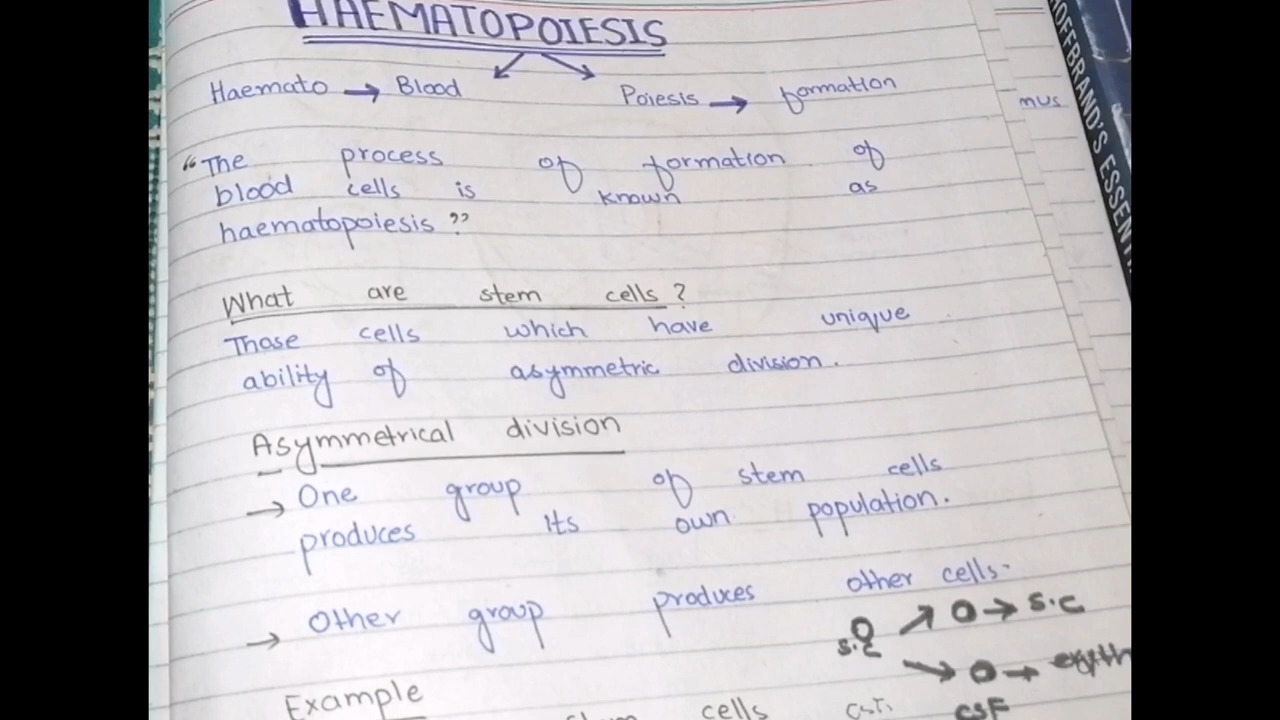 HAEMATOPOIESIS
Haemato → Blood Poiesis → formation
mus
"The process of formation of
blood cells is known as
haematopoiesis"
What are stem cells?
Those cells which have unique
ability of asymmetric division.
Asymmetrical division
→ One group of stem cells
produces its own population.
→ Other group produces other cells.
s.c → s.c
→
CSF
Example
cells
OFFBRAND'S ESSEN